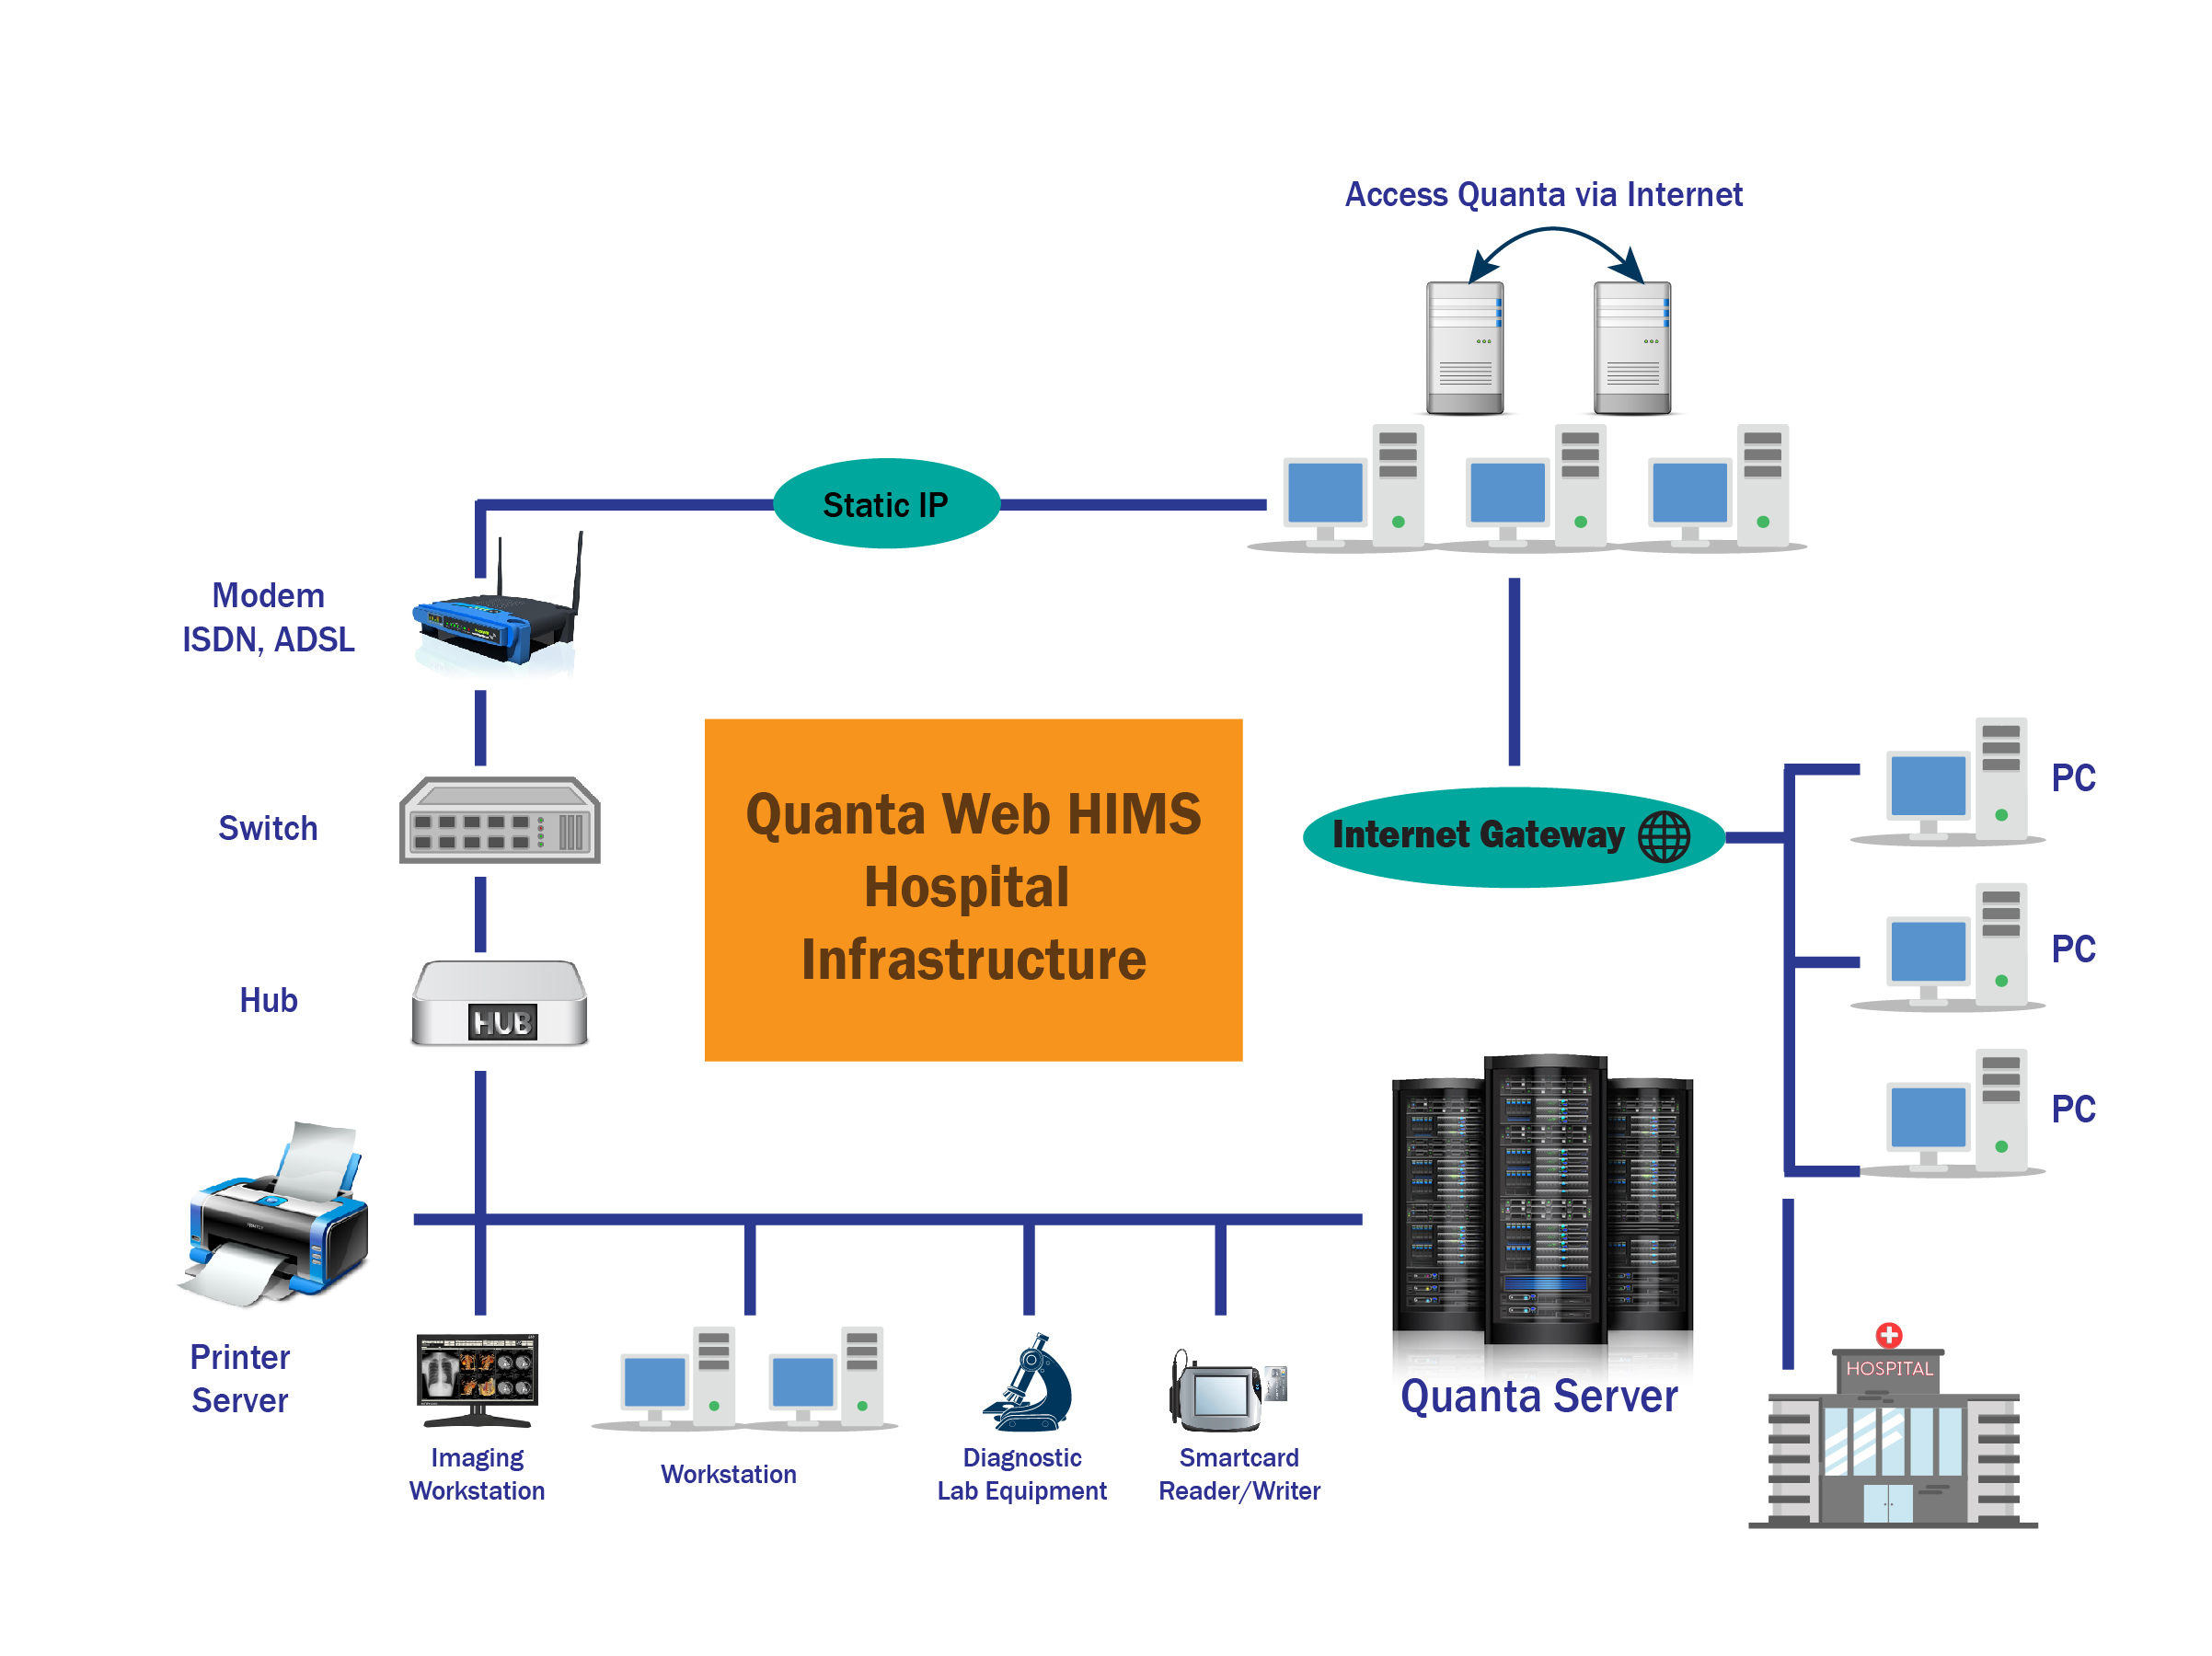 Access Quanta via Internet
Static IP
Modem
ISDN, ADSL
Switch
Hub
HUB
Quanta Web HIMS
Hospital
Infrastructure
Internet Gateway
PC
PC
PC
Printer
Server
Imaging
Workstation
Workstation
Diagnostic
Lab Equipment
Smartcard
Reader/Writer
Quanta Server
HOSPITAL